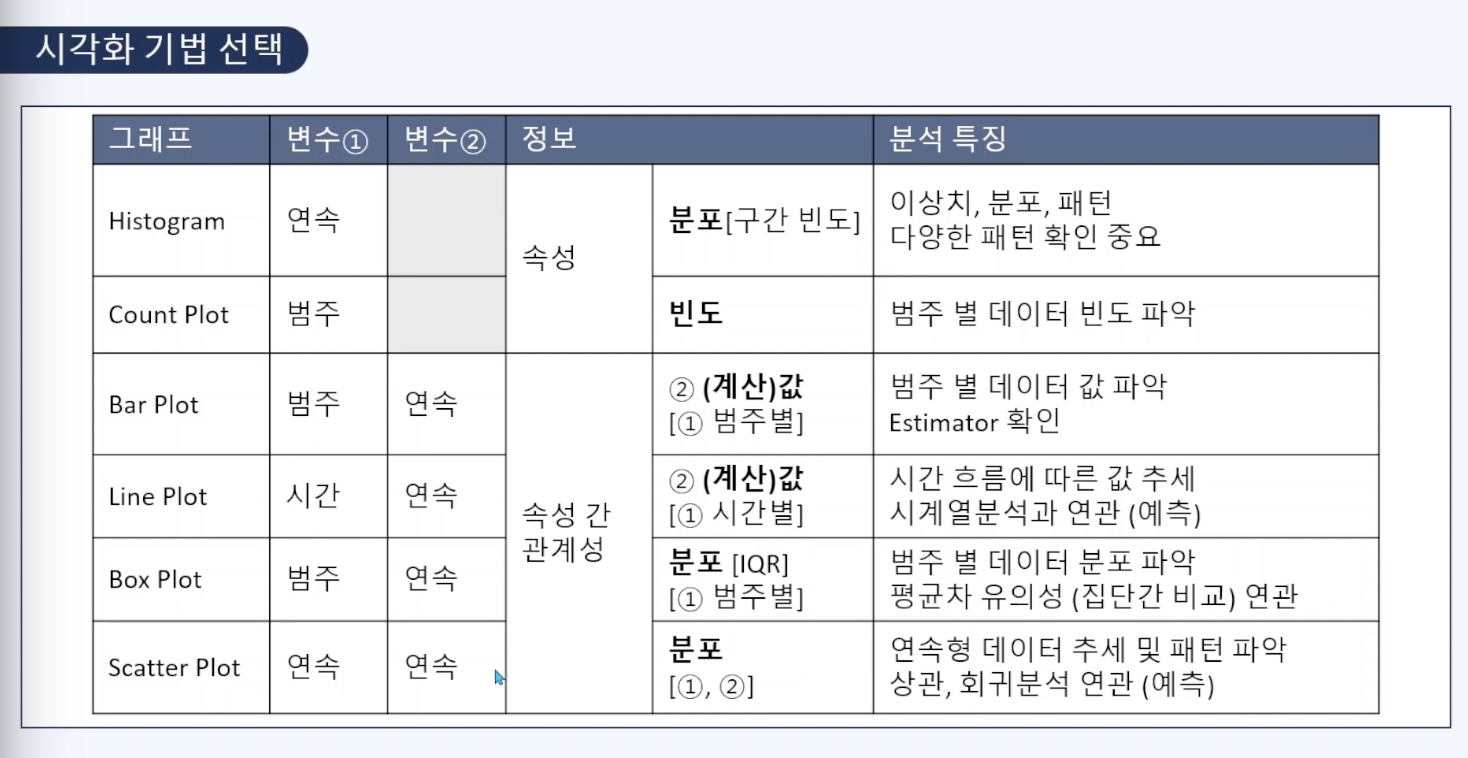 시각화 기법 선택
그래프 변수① 변수② 정보 분석 특징
Histogram 연속 속성 분포[구간 빈도] 이상치, 분포, 패턴
다양한 패턴 확인 중요
Count Plot 범주 빈도 범주 별 데이터 빈도 파악
Bar Plot 범주 연속 속성 간
관계성
② (계산)값
[① 범주별]
범주 별 데이터 값 파악
Estimator 확인
Line Plot 시간 연속 ② (계산)값
[① 시간별]
시간 흐름에 따른 값 추세
시계열분석과 연관 (예측)
Box Plot 범주 연속 분포 [IQR]
[① 범주별]
범주 별 데이터 분포 파악
평균차 유의성 (집단간 비교) 연관
Scatter Plot 연속 연속 분포
[①, ②]
연속형 데이터 추세 및 패턴 파악
상관, 회귀분석 연관 (예측)